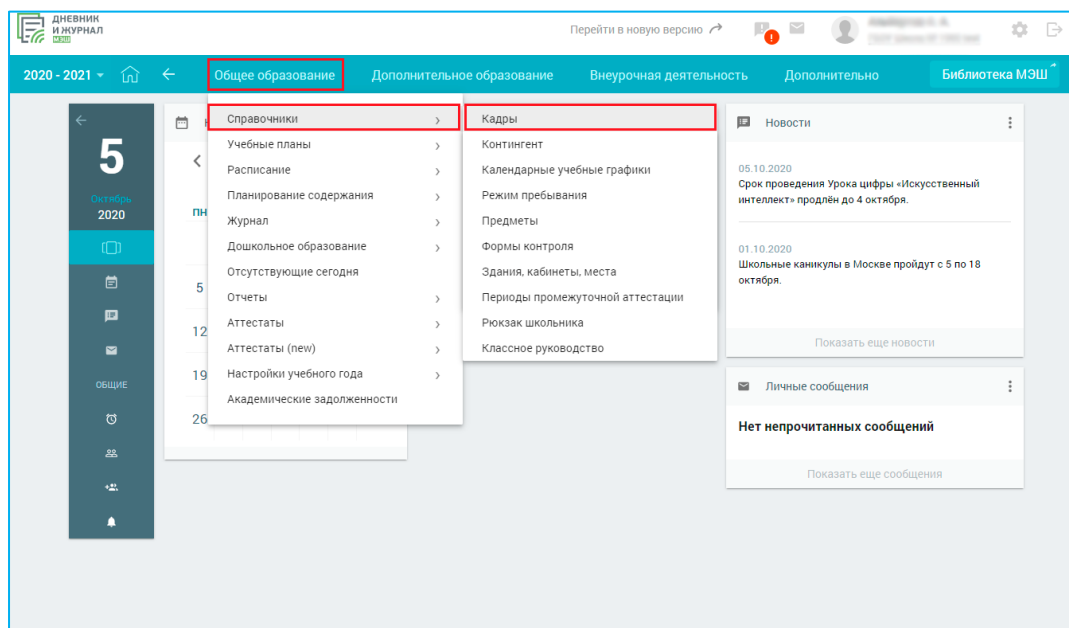 ДНЕВНИК
И ЖУРНАЛ
МЭШ
Перейти в новую версию
2020 - 2021
Общее образование
Дополнительное образование
Внеурочная деятельность
Дополнительно
Библиотека МЭШ
5
Октябрь
2020
ОБЩИЕ
ПН
5
12
19
26
Справочники
Учебные планы
Расписание
Планирование содержания
Журнал
Дошкольное образование
Отсутствующие сегодня
Отчеты
Аттестаты
Аттестаты (new)
Настройки учебного года
Академические задолженности
Кадры
Контингент
Календарные учебные графики
Режим пребывания
Предметы
Формы контроля
Здания, кабинеты, места
Периоды промежуточной аттестации
Рюкзак школьника
Классное руководство
Новости
05.10.2020
Срок проведения Урока цифры «Искусственный
интеллект» продлён до 4 октября.
01.10.2020
Школьные каникулы в Москве пройдут с 5 по 18
октября.
Показать еще новости
Личные сообщения
Нет непрочитанных сообщений
Показать еще сообщения